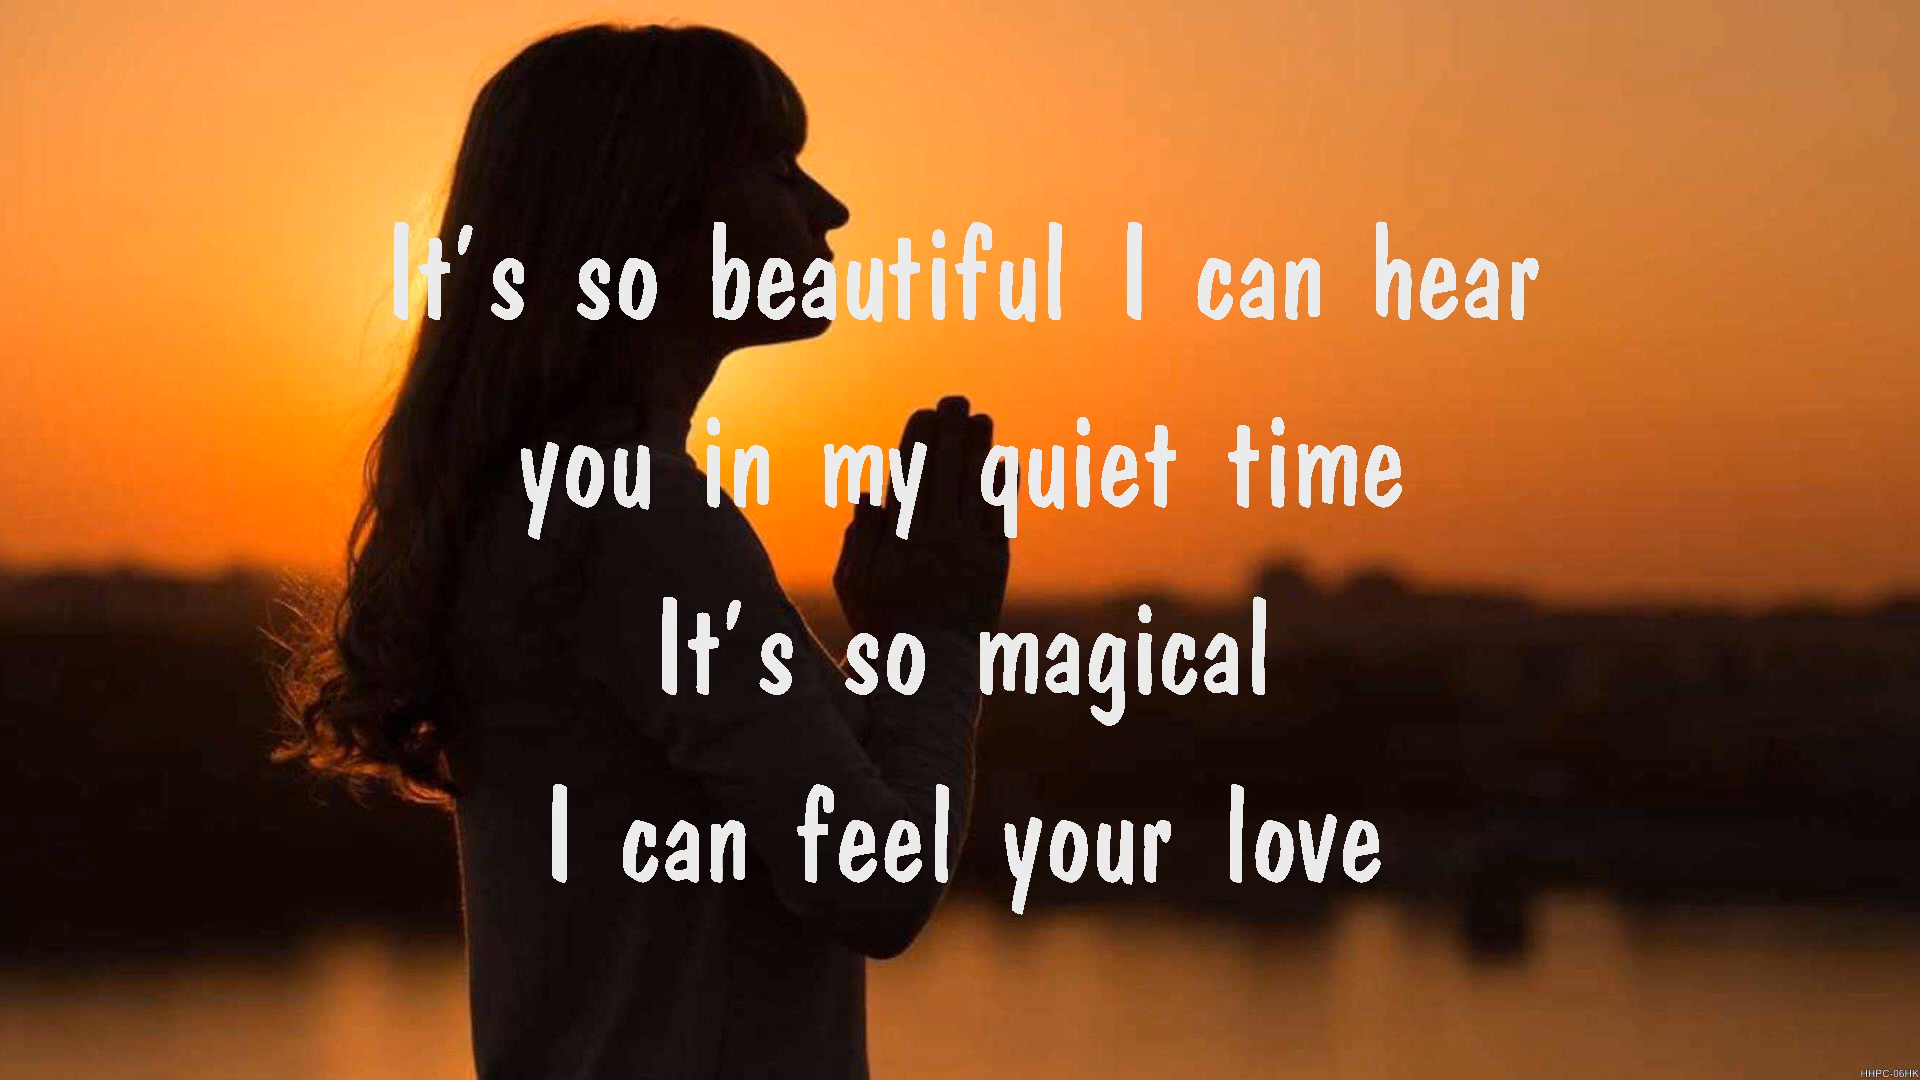 It's so beautiful I can hear
you in my quiet time
It's so magical
I can feel your love
HHPC-06HK